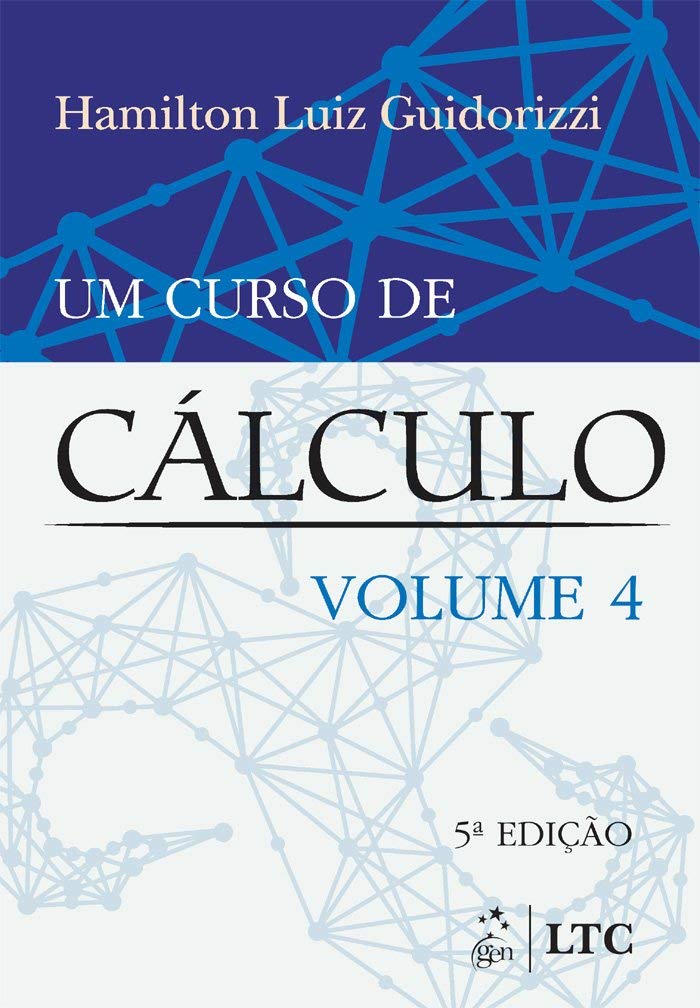 Hamilton Luiz Guidorizzi
UM CURSO DE
CÁLCULO
VOLUME 4
5ª EDIÇÃO
gen
LTC